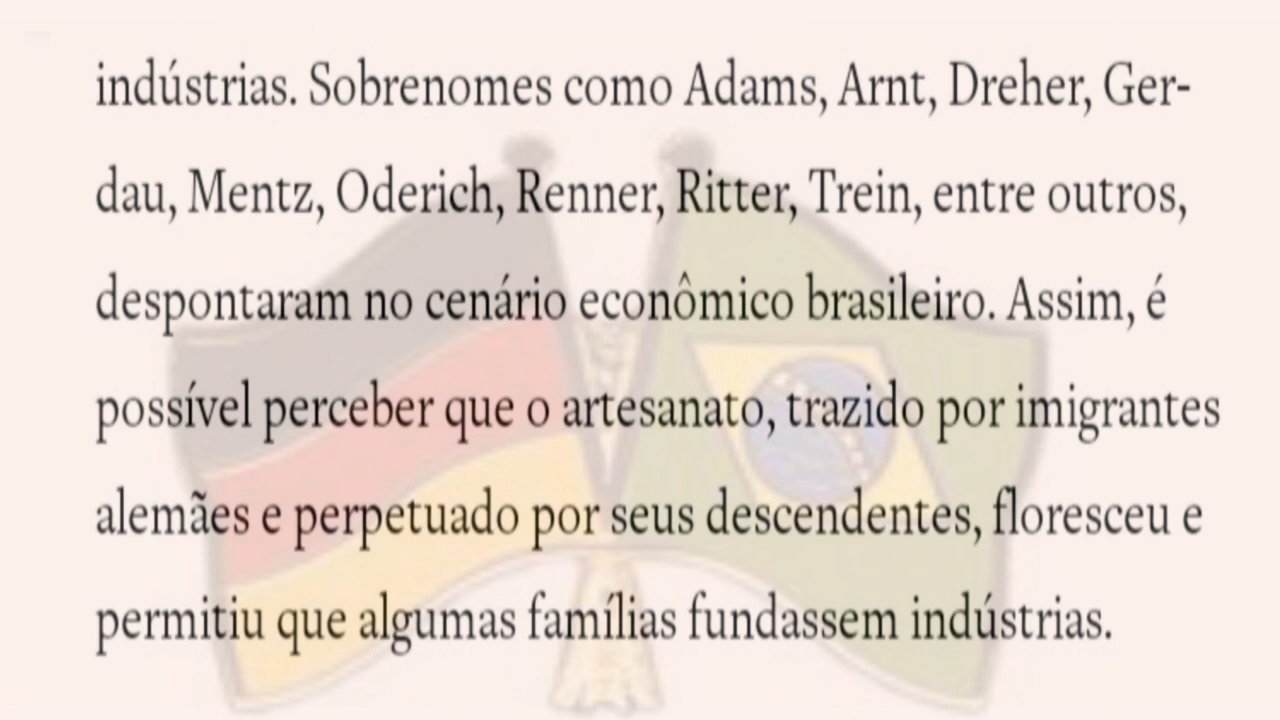 indústrias. Sobrenomes como Adams, Arnt, Dreher, Ger-
dau, Mentz, Oderich, Renner, Ritter, Trein, entre outros,
despontaram no cenário econômico brasileiro. Assim, é
possível perceber que o artesanato, trazido por imigrantes
alemães e perpetuado por seus descendentes, floresceu e
permitiu que algumas famílias fundassem indústrias.